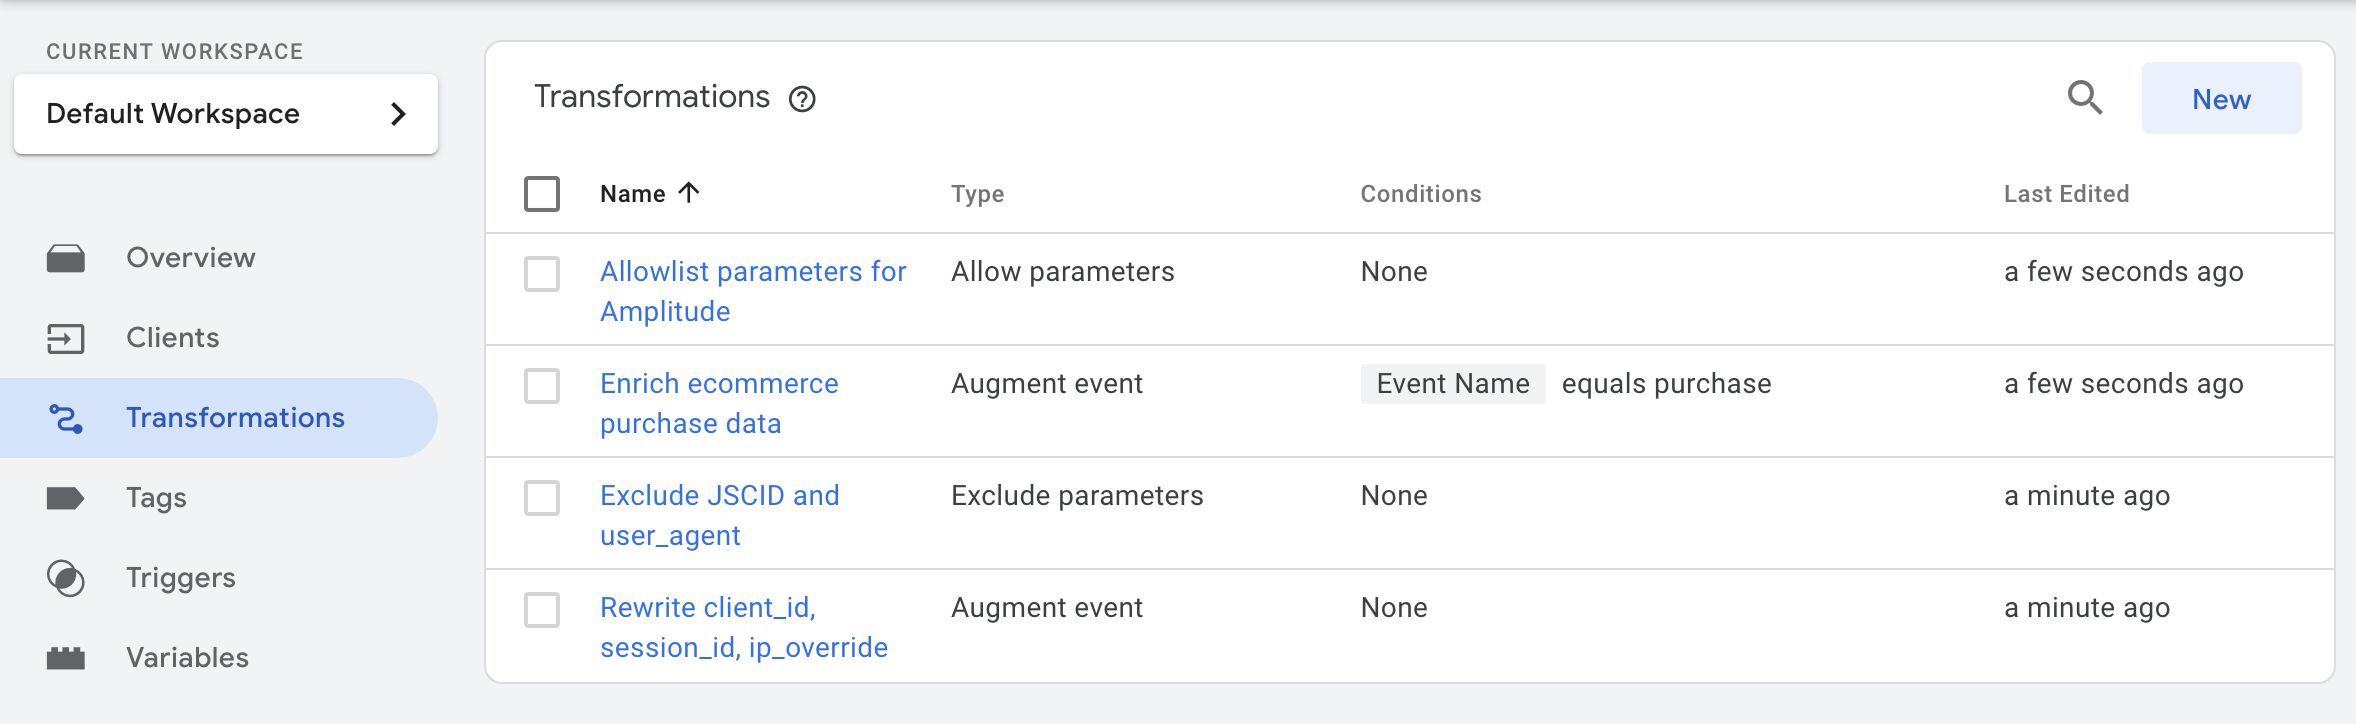 CURRENT WORKSPACE
Default Workspace
Overview
Clients
Transformations
Tags
Triggers
Variables
Transformations
New
Name Type Conditions Last Edited
Allowlist parameters for Allow parameters None a few seconds ago
Amplitude
Enrich ecommerce Augment event Event Name equals purchase a few seconds ago
purchase data
Exclude JSCID and Exclude parameters None a minute ago
user_agent
Rewrite client_id, Augment event None a minute ago
session_id, ip_override